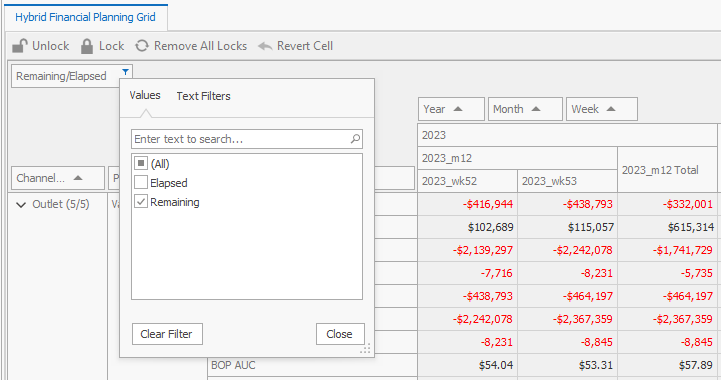 Hybrid Financial Planning Grid
Unlock Lock Remove All Locks Revert Cell
Remaining/Elapsed
Values Text Filters
Enter text to search...
(All)
Elapsed
Remaining
Clear Filter Close
Year Month Week
2023
2023_m12
2023_m12 Total
Channel... P
2023_wk52 2023_wk53
Outlet (5/5) Va
-$416,944 -$438,793 -$332,001
$102,689 $115,057 $615,314
-$2,139,297 -$2,242,078 -$1,741,729
-7,716 -8,231 -5,735
-$438,793 -$464,197 -$464,197
-$2,242,078 -$2,367,359 -$2,367,359
-8,231 -8,845 -8,845
BOP AUC $54.04 $53.31 $57.89